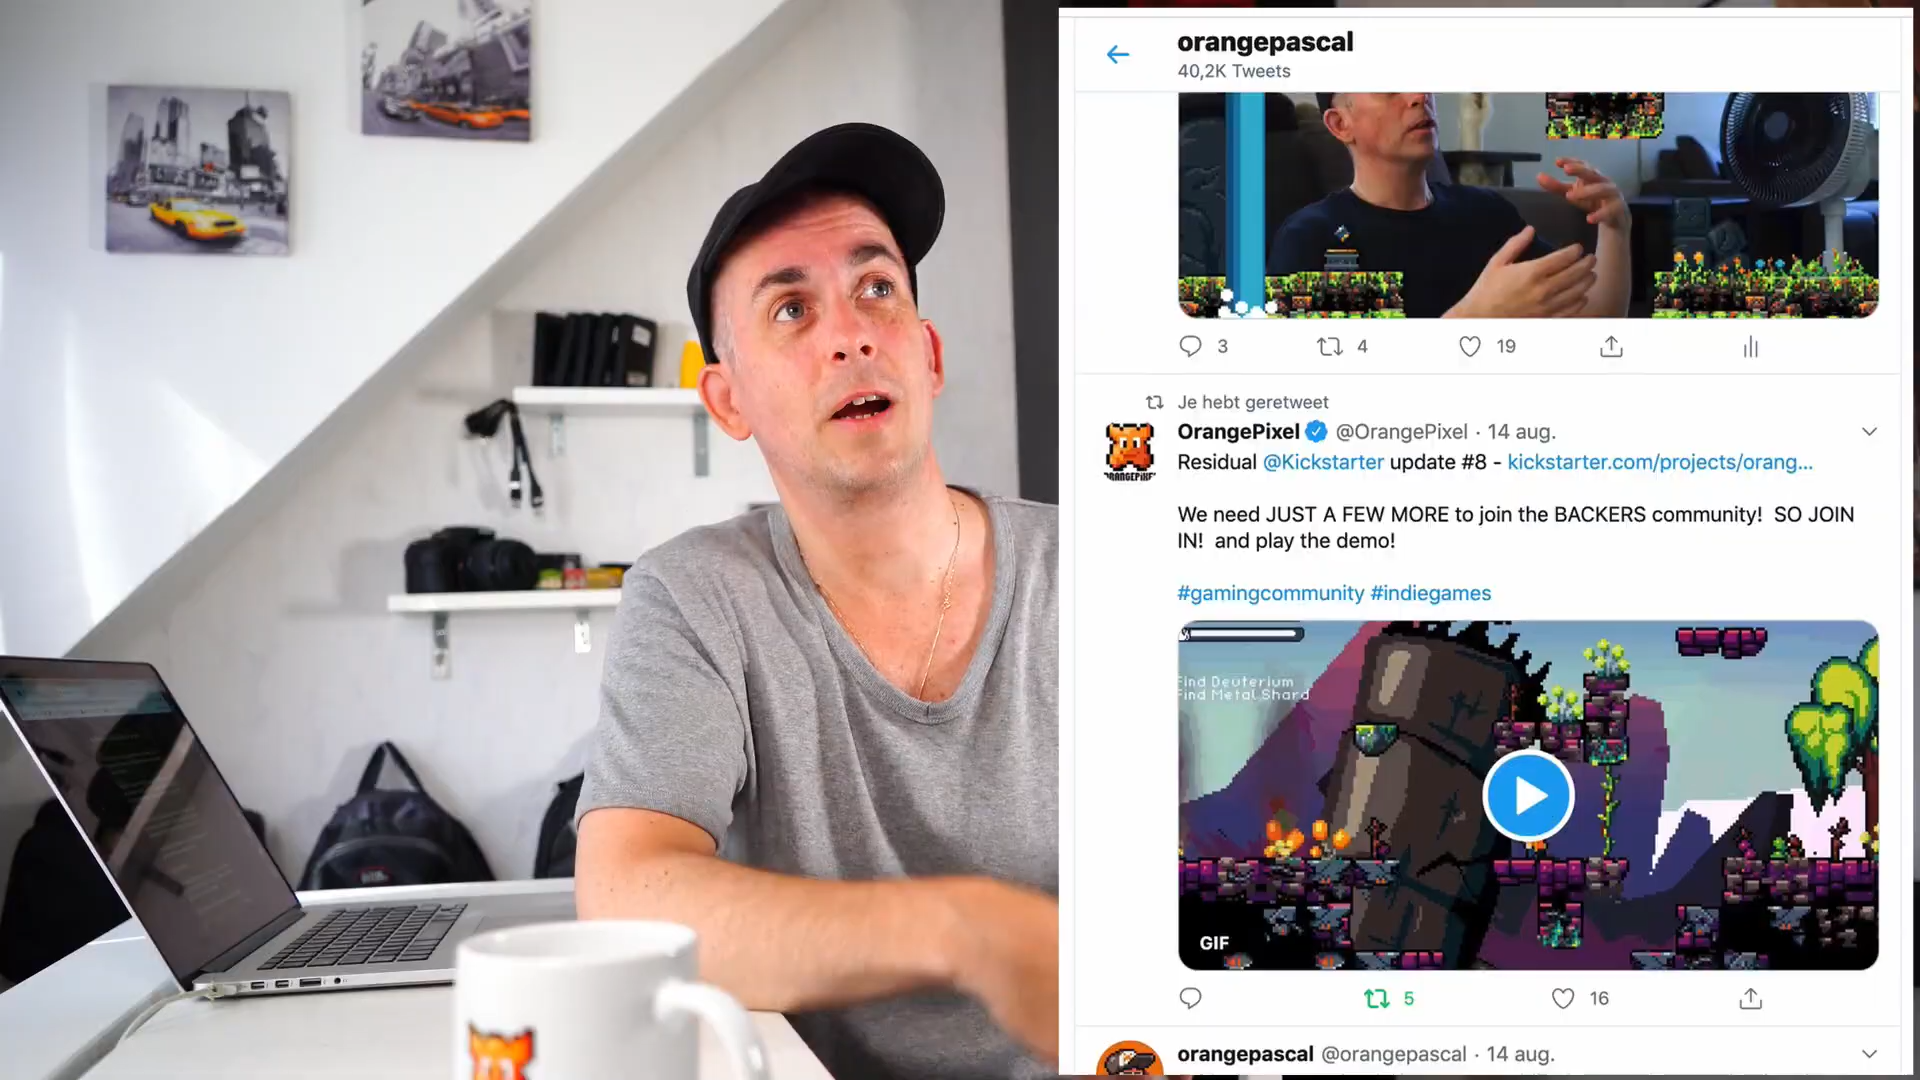 orangepascal
40,2K Tweets
3 4 19
Je hebt geretweet
OrangePixel @OrangePixel · 14 aug.
Residual @Kickstarter update #8 - kickstarter.com/projects/orang...
We need JUST A FEW MORE to join the BACKERS community! SO JOIN
IN! and play the demo!
#gamingcommunity #indiegames
Find Deuterium
Find Metal Shard
GIF
5 16
orangepascal @orangepascal · 14 aug.